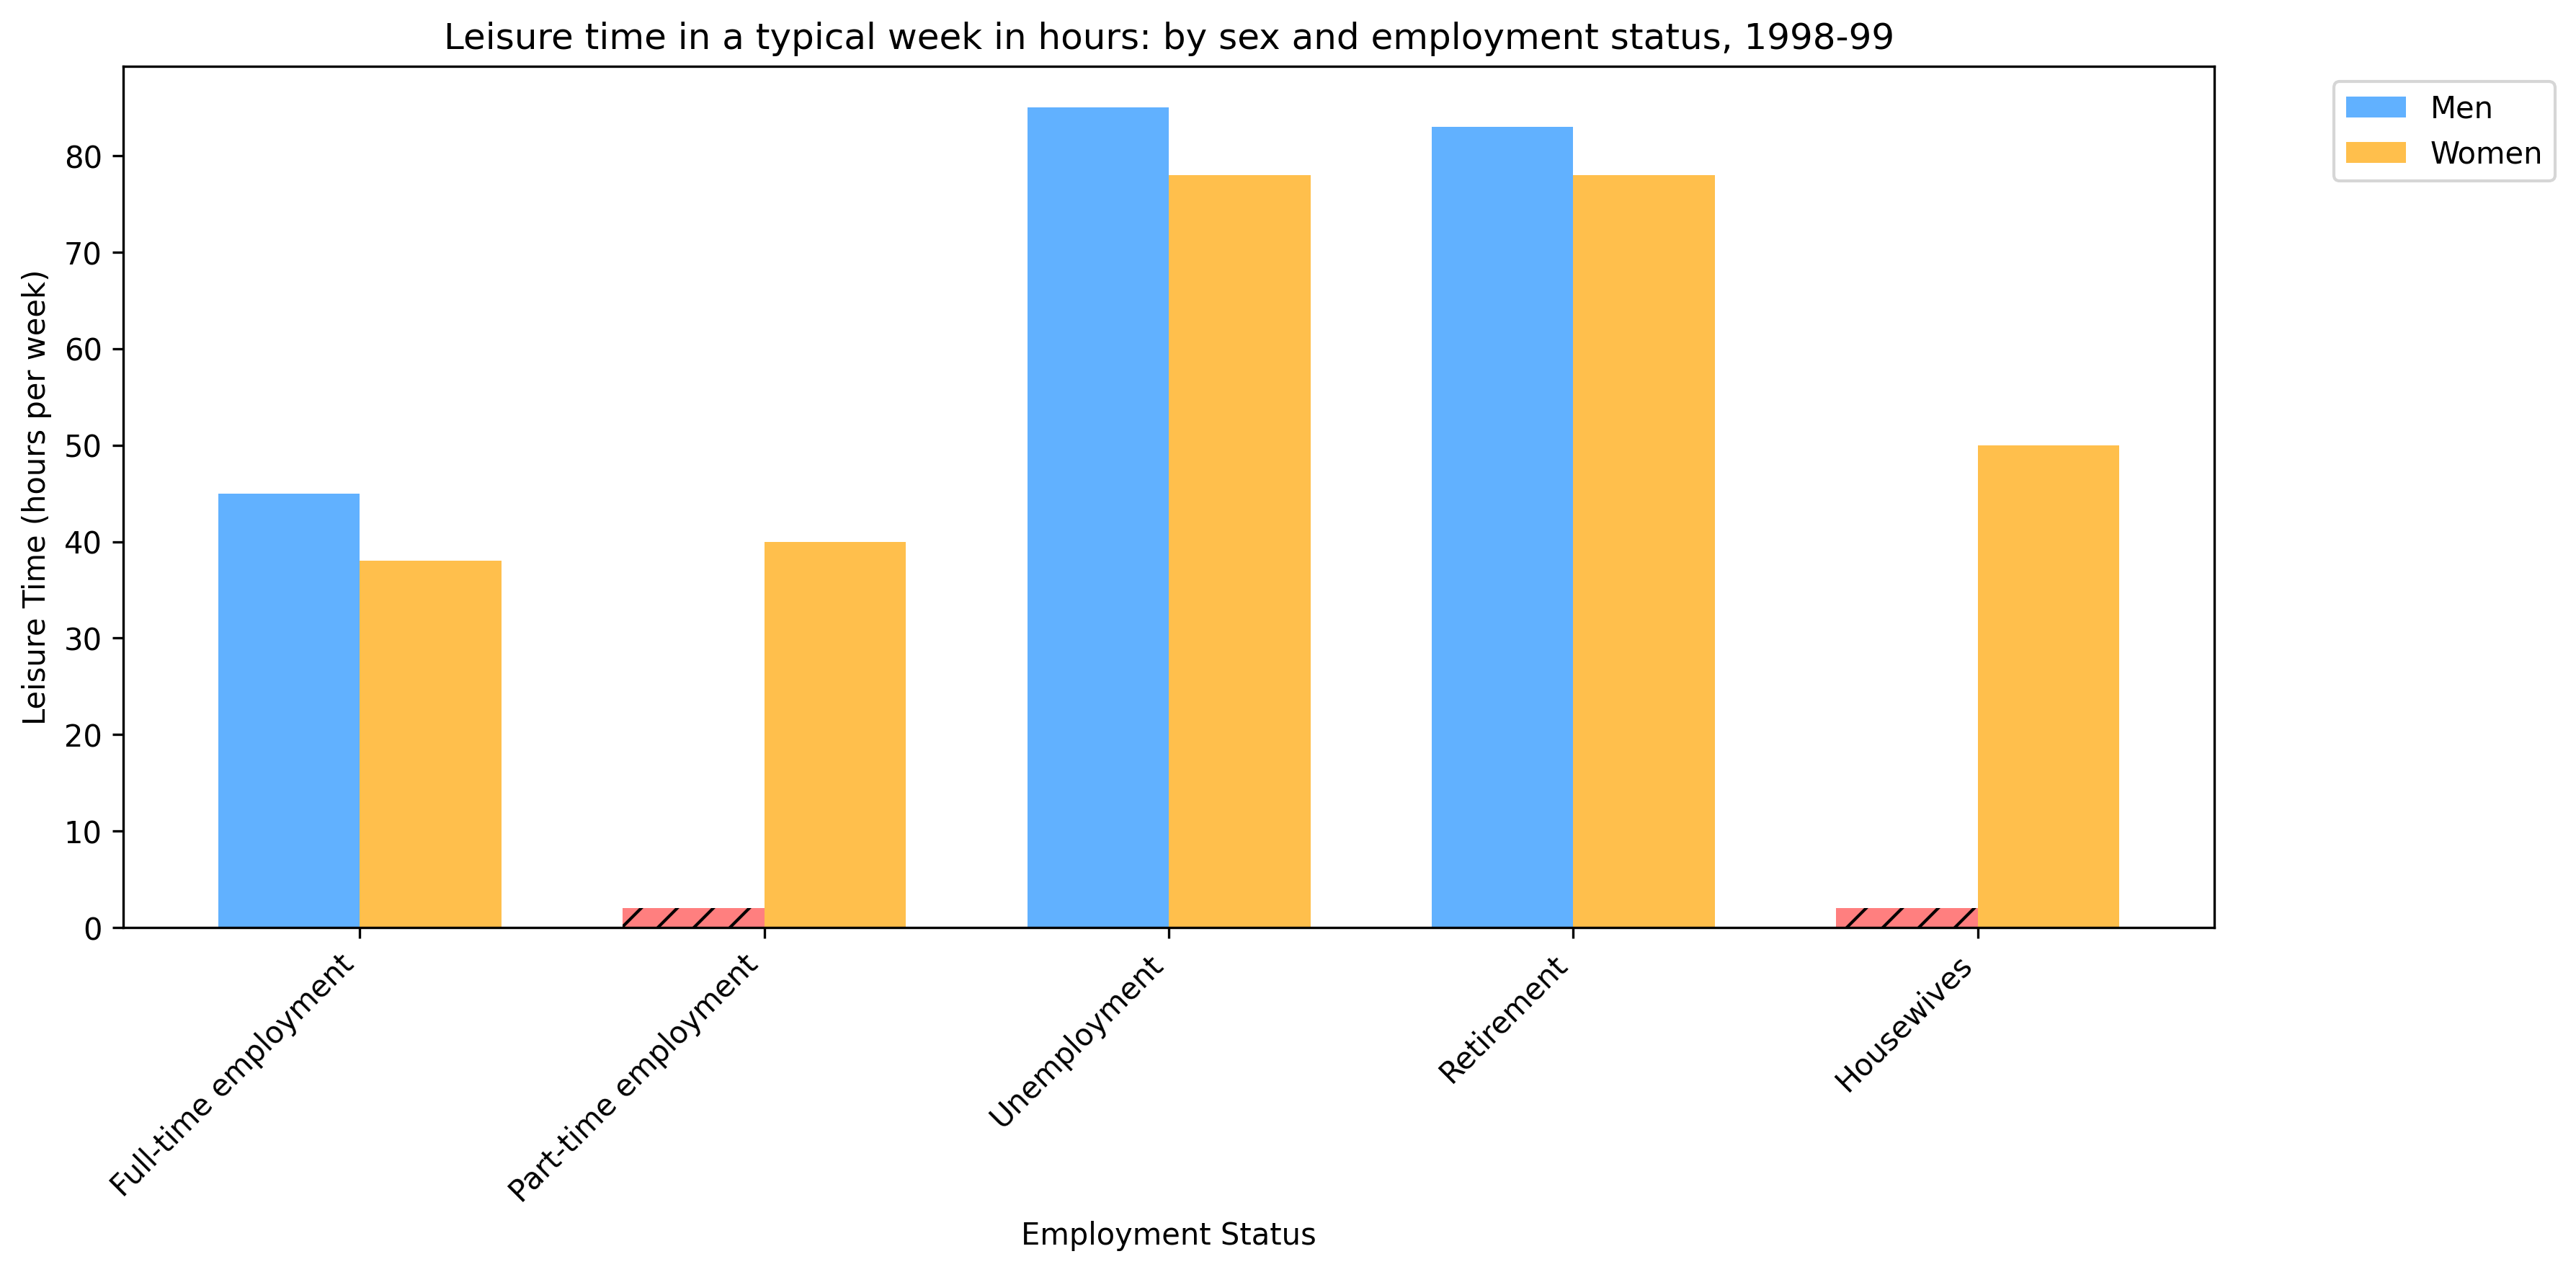 Leisure time in a typical week in hours: by sex and employment status, 1998-99
Men
Women
Leisure Time (hours per week)
80
70
60
50
40
30
20
10
0
Full-time employment
Part-time employment
Unemployment
Retirement
Housewives
Employment Status